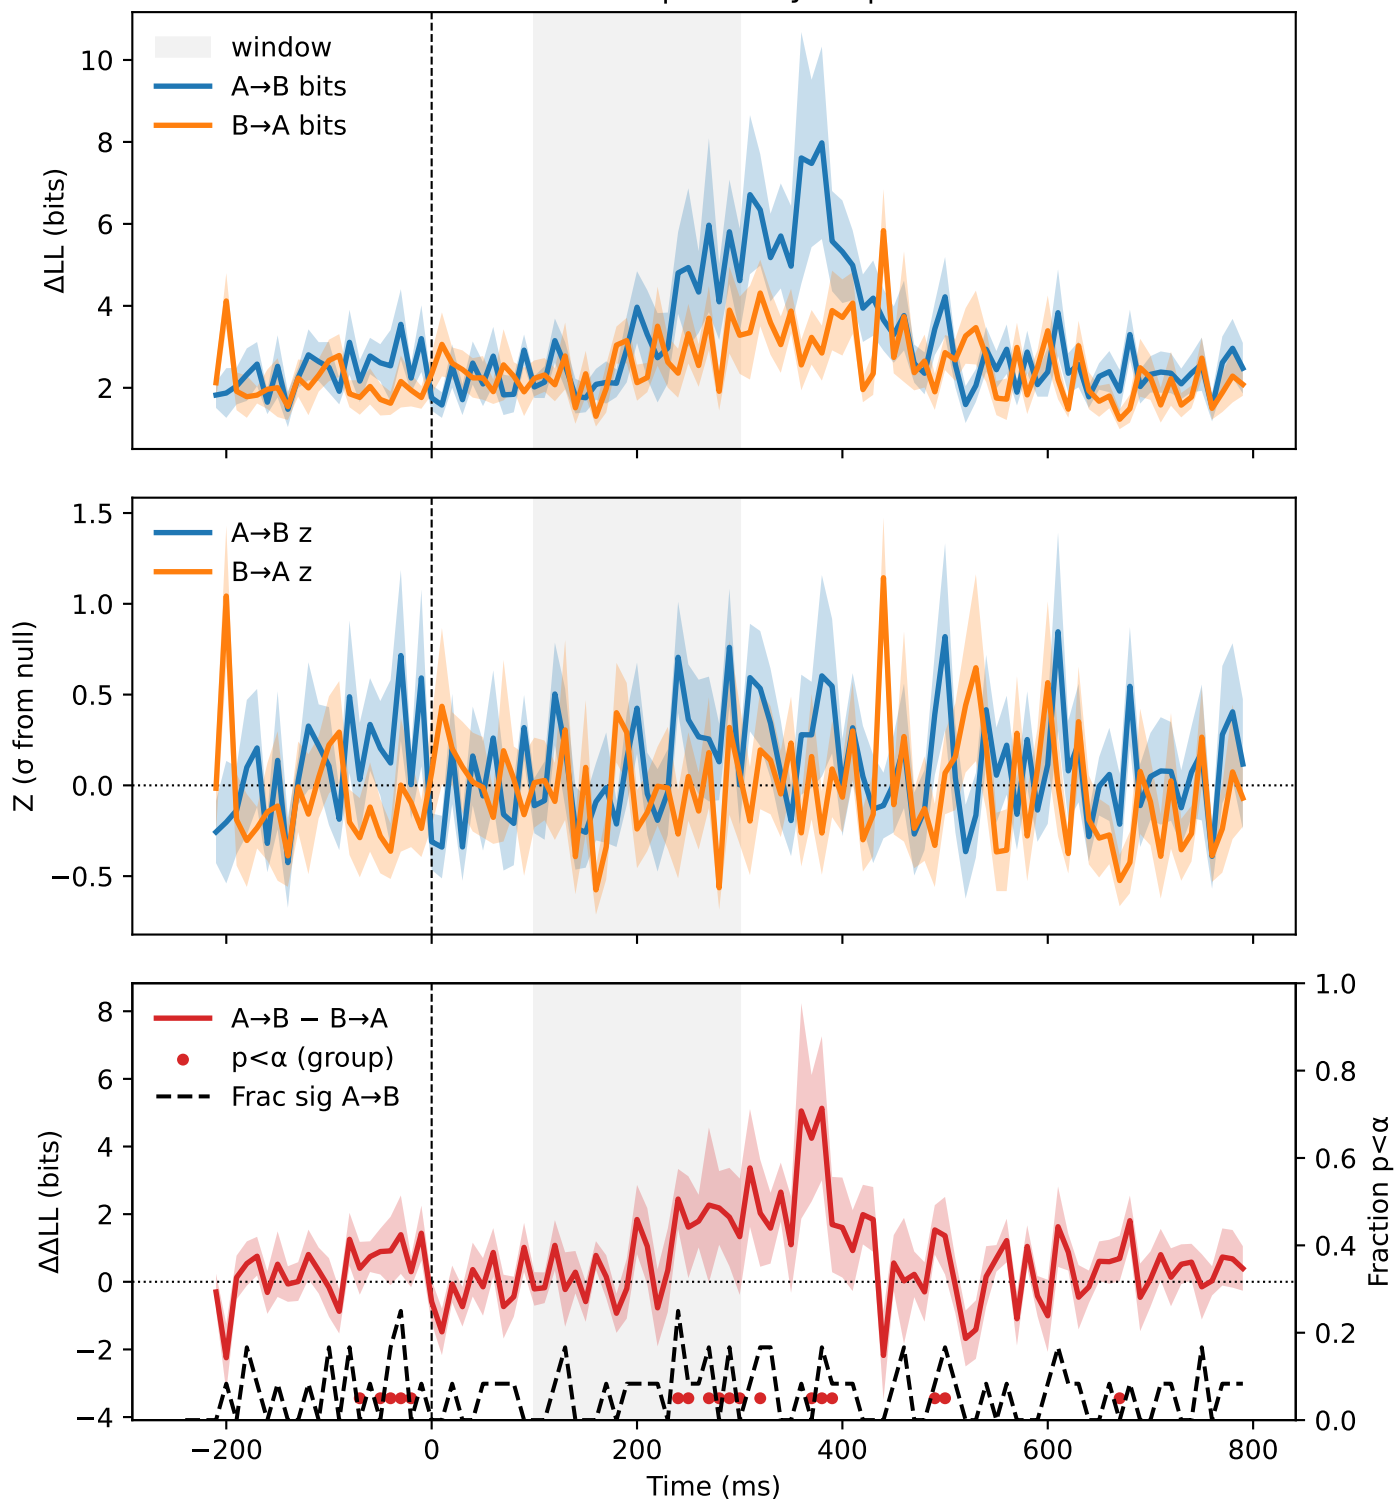 window
A→B bits
B→A bits
10
8
6
4
2
ΔLL (bits)
A→B z
B→A z
1.5
1.0
0.5
0.0
−0.5
Z (σ from null)
A→B − B→A
p<α (group)
Frac sig A→B
8
6
4
2
0
−2
−4
ΔΔLL (bits)
1.0
0.8
0.6
0.4
0.2
0.0
Fraction p<α
−200 0 200 400 600 800
Time (ms)